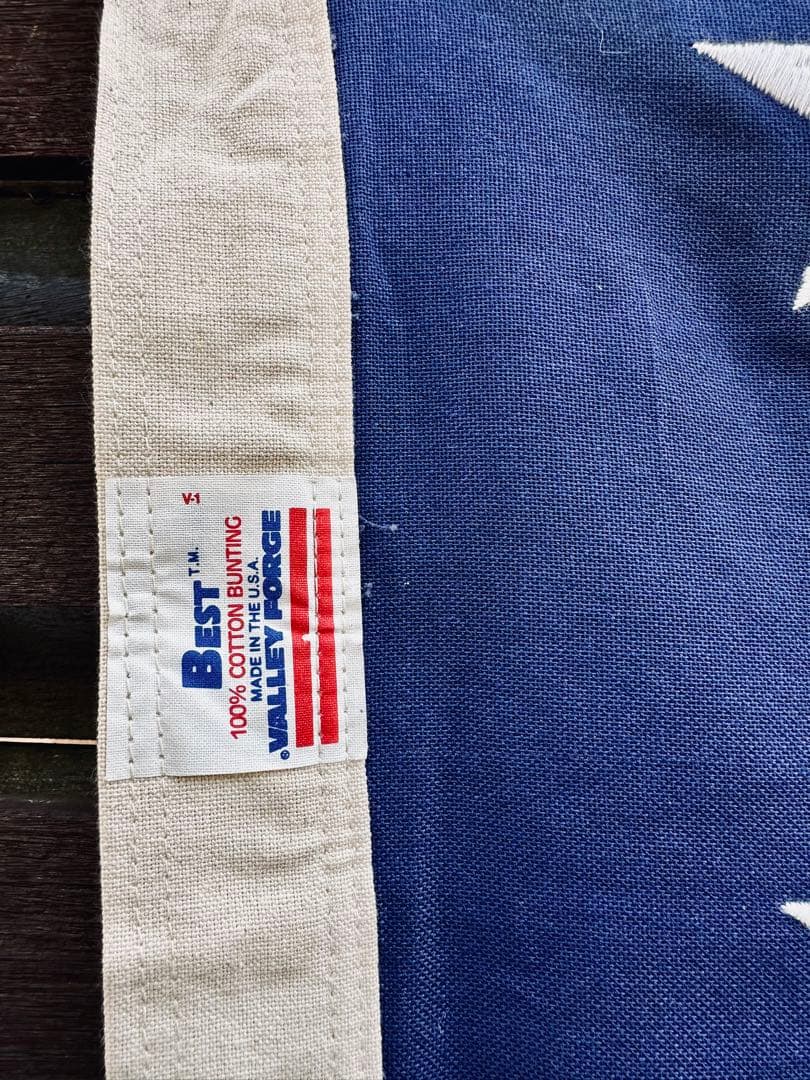 V-1
BEST T.M.
100% COTTON BUNTING
MADE IN THE U.S.A.
® VALLEY FORGE